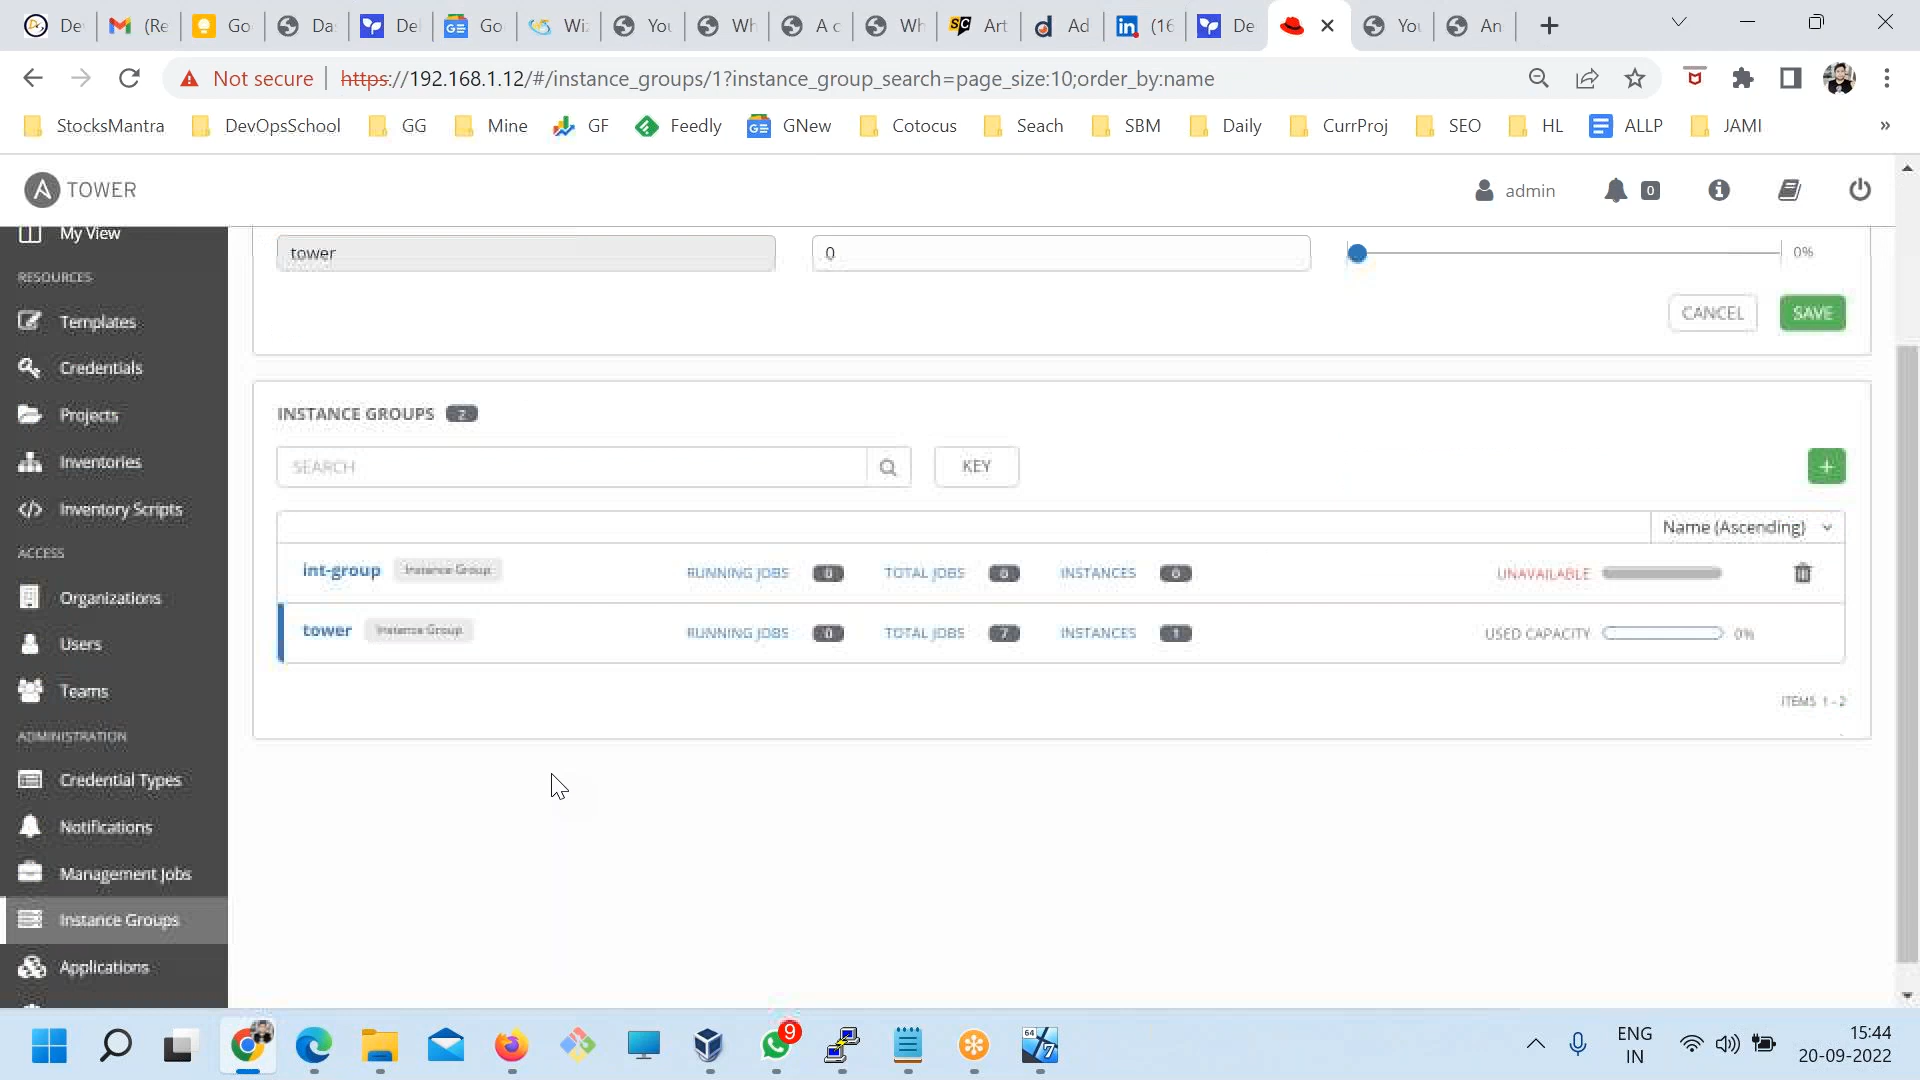 De
(Re
Go
Da
Del
Go
Wi
You
Wh
A c
Wh
Art
Ad
(16
De
You
An
Not secure
https://192.168.1.12/#/instance_groups/1?instance_group_search=page_size:10;order_by:name
StocksMantra
DevOpsSchool
GG
Mine
GF
Feedly
GNew
Cotocus
Seach
SBM
Daily
CurrProj
SEO
HL
ALLP
JAMI
»
TOWER
admin
0
My View
RESOURCES
Templates
Credentials
Projects
Inventories
Inventory Scripts
ACCESS
Organizations
Users
Teams
ADMINISTRATION
Credential Types
Notifications
Management Jobs
Instance Groups
Applications
tower
0
0%
CANCEL
SAVE
INSTANCE GROUPS 2
SEARCH
KEY
+
Name (Ascending)
int-group Instance Group RUNNING JOBS 0 TOTAL JOBS 0 INSTANCES 0 UNAVAILABLE
tower Instance Group RUNNING JOBS 0 TOTAL JOBS 7 INSTANCES 1 USED CAPACITY 0%
ITEMS 1 - 2
9
64
ENG
IN
15:44
20-09-2022